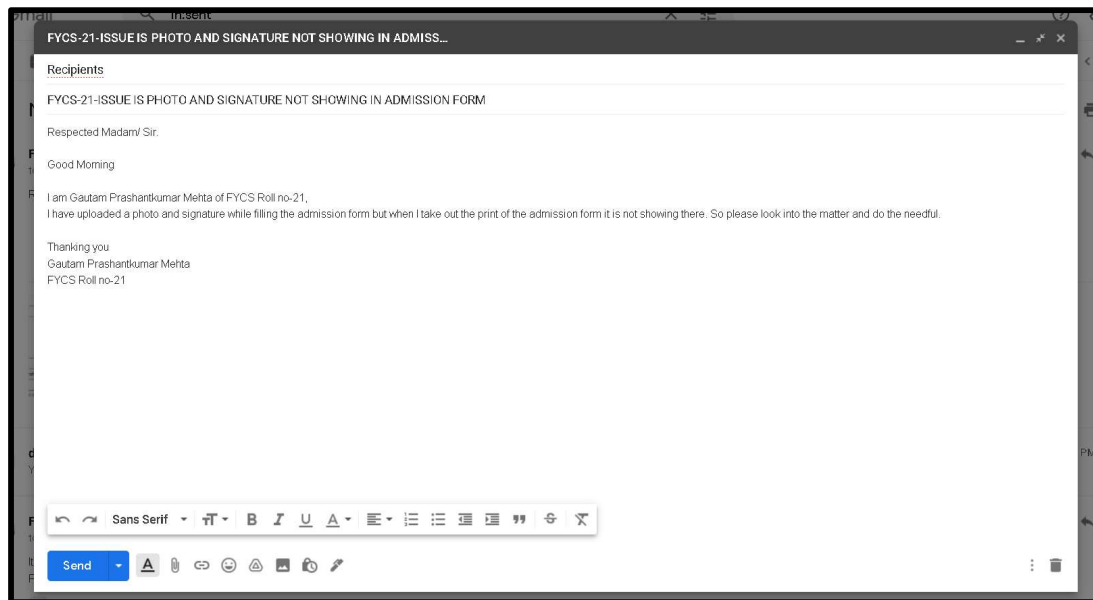 in:sent
FYCS-21-ISSUE IS PHOTO AND SIGNATURE NOT SHOWING IN ADMISS...
Recipients
FYCS-21-ISSUE IS PHOTO AND SIGNATURE NOT SHOWING IN ADMISSION FORM
Respected Madam/ Sir.
Good Morning
I am Gautam Prashantkumar Mehta of FYCS Roll no-21,
I have uploaded a photo and signature while filling the admission form but when I take out the print of the admission form it is not showing there. So please look into the matter and do the needful.
Thanking you
Gautam Prashantkumar Mehta
FYCS Roll no-21
PM
Sans Serif
Send